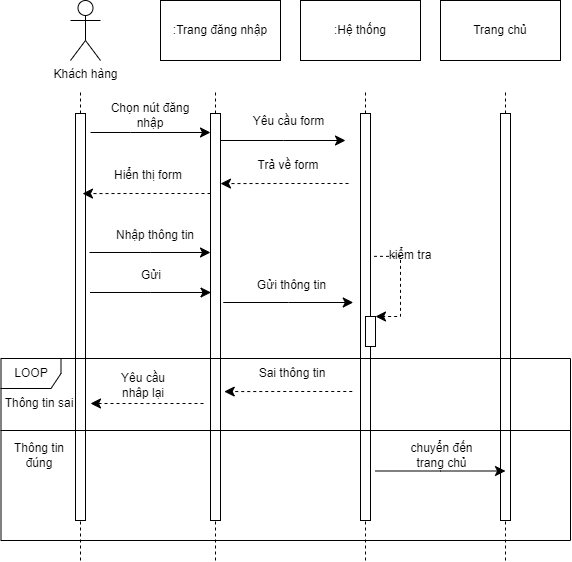 :Trang đăng nhập
:Hệ thống
Trang chủ
Khách hàng
Chọn nút đăng
nhập
Yêu cầu form
Trả về form
Hiển thị form
Nhập thông tin
kiểm tra
Gửi
Gửi thông tin
LOOP
Sai thông tin
Yêu cầu
nhâp lại
Thông tin sai
Thông tin
đúng
chuyển đến
trang chủ